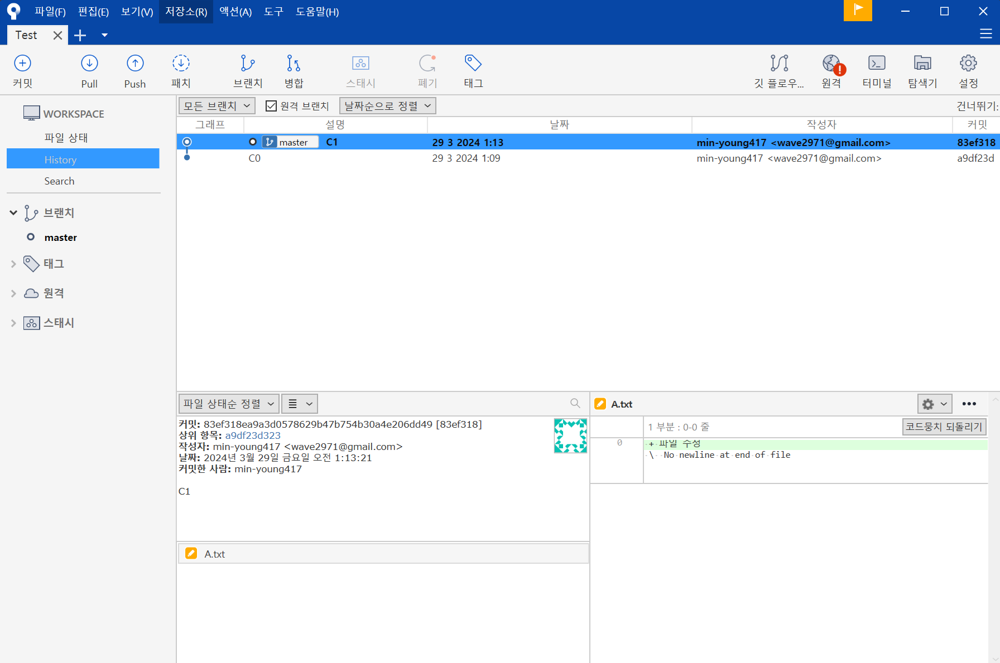 파일(F) 편집(E) 보기(V) 저장소(R) 액션(A) 도구 도움말(H)
Test
커밋 Pull Push 패치 브랜치 병합 스태시 폐기 태그 깃 플로우... 원격 터미널 탐색기 설정
WORKSPACE
파일 상태
History
Search
브랜치
master
태그
원격
스태시
모든 브랜치 원격 브랜치 날짜순으로 정렬 건너뛰기:
그래프 설명 날짜 작성자 커밋
master C1 29 3 2024 1:13 min-young417 <wave2971@gmail.com> 83ef318
C0 29 3 2024 1:09 min-young417 <wave2971@gmail.com> a9df23d
파일 상태순 정렬
커밋: 83ef318ea9a3d0578629b47b754b30a4e206dd49 [83ef318]
상위 항목: a9df23d323
작성자: min-young417 <wave2971@gmail.com>
날짜: 2024년 3월 29일 금요일 오전 1:13:21
커밋한 사람: min-young417
C1
A.txt
A.txt
1 부분 : 0-0 줄 코드뭉치 되돌리기
0 + 파일 수정
\ No newline at end of file